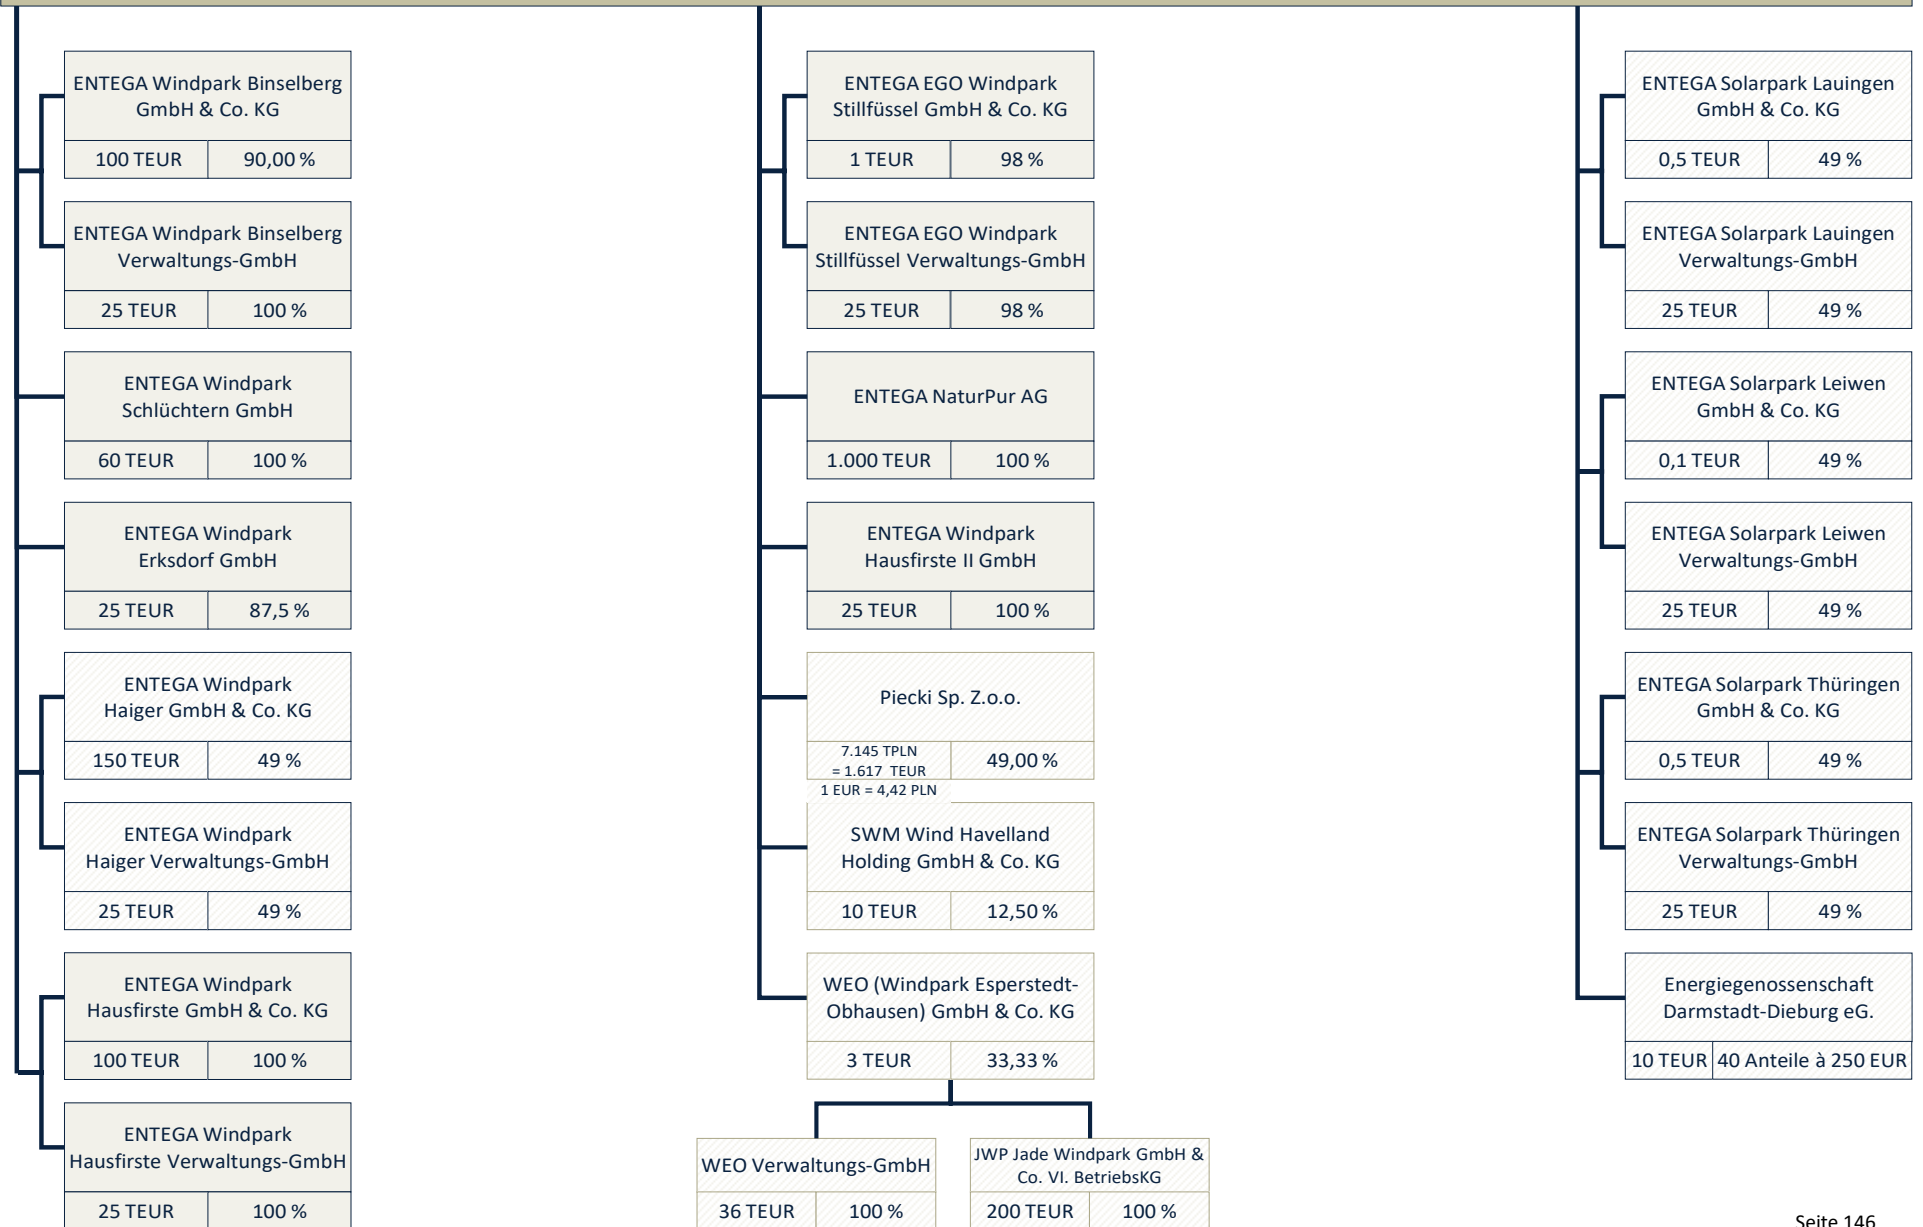 ENTEGA Windpark Binselberg
GmbH & Co. KG
100 TEUR 90,00 %
ENTEGA Windpark Binselberg
Verwaltungs-GmbH
25 TEUR 100 %
ENTEGA Windpark
Schlüchtern GmbH
60 TEUR 100 %
ENTEGA Windpark
Erksdorf GmbH
25 TEUR 87,5 %
ENTEGA Windpark
Haiger GmbH & Co. KG
150 TEUR 49 %
ENTEGA Windpark
Haiger Verwaltungs-GmbH
25 TEUR 49 %
ENTEGA Windpark
Hausfirste GmbH & Co. KG
100 TEUR 100 %
ENTEGA Windpark
Hausfirste Verwaltungs-GmbH
25 TEUR 100 %
ENTEGA EGO Windpark
Stillfüssel GmbH & Co. KG
1 TEUR 98 %
ENTEGA EGO Windpark
Stillfüssel Verwaltungs-GmbH
25 TEUR 98 %
ENTEGA NaturPur AG
1.000 TEUR 100 %
ENTEGA Windpark
Hausfirste II GmbH
25 TEUR 100 %
Piecki Sp. Z.o.o.
7.145 TPLN
= 1.617 TEUR
49,00 %
1 EUR = 4,42 PLN
SWM Wind Havelland
Holding GmbH & Co. KG
10 TEUR 12,50 %
WEO (Windpark Esperstedt-
Obhausen) GmbH & Co. KG
3 TEUR 33,33 %
WEO Verwaltungs-GmbH
36 TEUR 100 %
JWP Jade Windpark GmbH &
Co. VI. BetriebsKG
200 TEUR 100 %
ENTEGA Solarpark Lauingen
GmbH & Co. KG
0,5 TEUR 49 %
ENTEGA Solarpark Lauingen
Verwaltungs-GmbH
25 TEUR 49 %
ENTEGA Solarpark Leiwen
GmbH & Co. KG
0,1 TEUR 49 %
ENTEGA Solarpark Leiwen
Verwaltungs-GmbH
25 TEUR 49 %
ENTEGA Solarpark Thüringen
GmbH & Co. KG
0,5 TEUR 49 %
ENTEGA Solarpark Thüringen
Verwaltungs-GmbH
25 TEUR 49 %
Energiegenossenschaft
Darmstadt-Dieburg eG.
10 TEUR 40 Anteile à 250 EUR
Seite 146